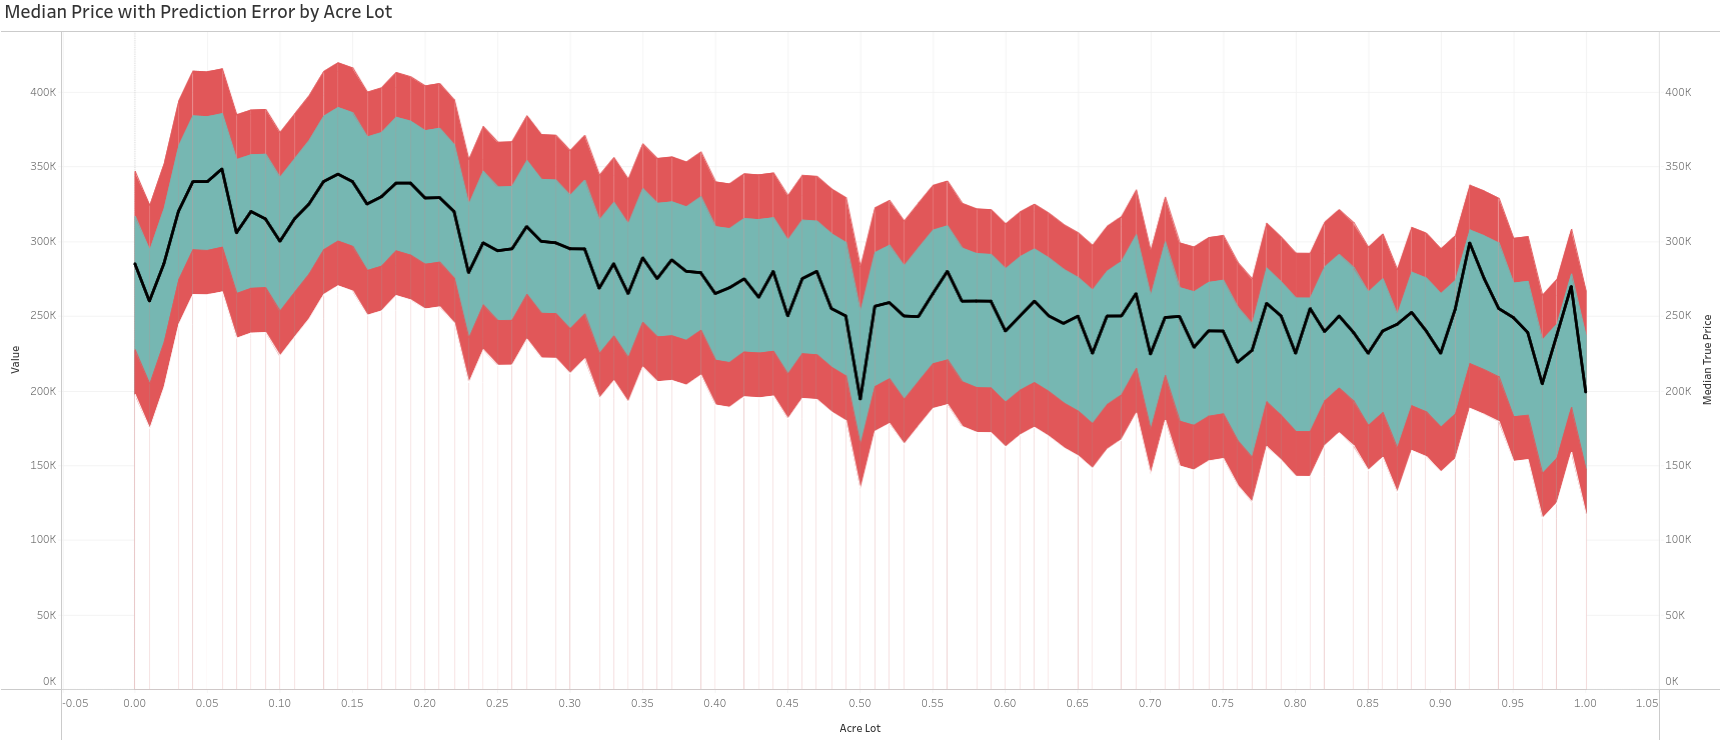 Median Price with Prediction Error by Acre Lot
400K
350K
300K
250K
200K
150K
100K
50K
0K
Value
400K
350K
300K
250K
200K
150K
100K
50K
0K
Median True Price
-0.05 0.00 0.05 0.10 0.15 0.20 0.25 0.30 0.35 0.40 0.45 0.50 0.55 0.60 0.65 0.70 0.75 0.80 0.85 0.90 0.95 1.00 1.05
Acre Lot